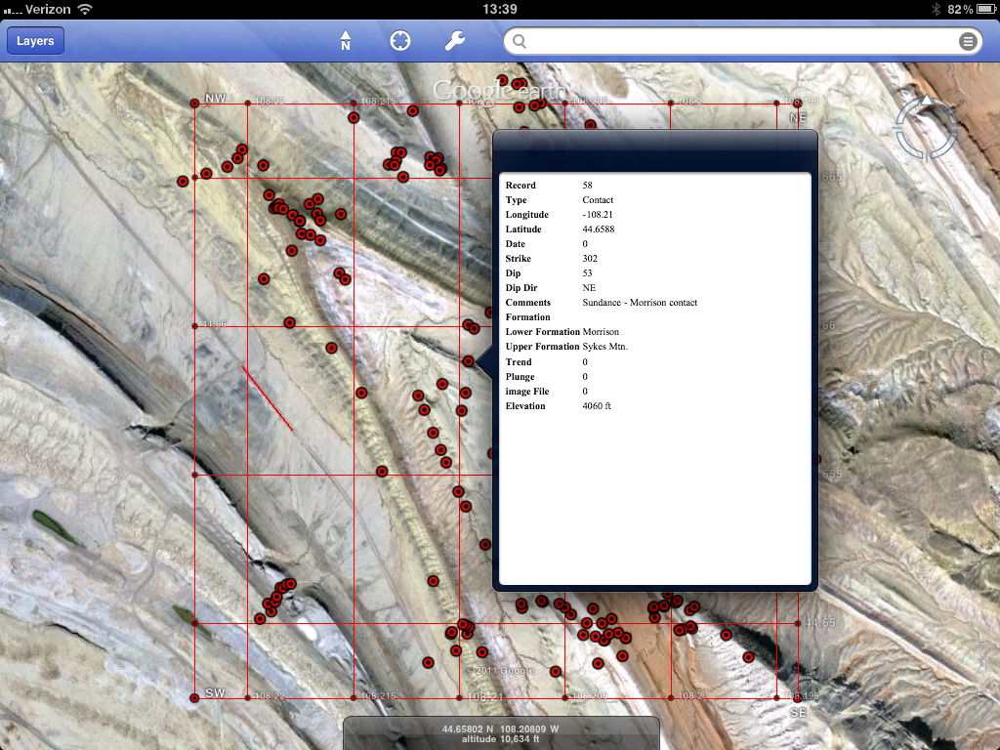 Verizon 13:39 82%
Layers N
Google earth
NW 108.22 108.215 108.205 108.2 108.195
NE
Record 58
Type Contact
Longitude -108.21
Latitude 44.6588
Date 0
Strike 302
Dip 53
Dip Dir NE
Comments Sundance - Morrison contact
Formation
Lower Formation Morrison
Upper Formation Sykes Mtn.
Trend 0
Plunge 0
image File 0
Elevation 4060 ft
44.66
44.65
© 2011 Google
SW 108.22 108.215 108.21 108.205 108.2 108.195
SE
44.65802 N 108.20809 W
altitude 10,634 ft